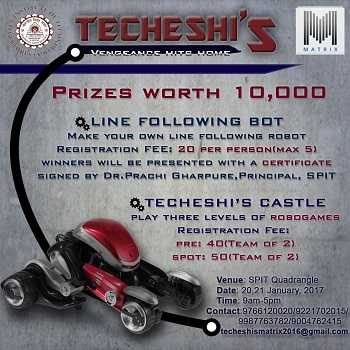 TECHESHI'S
VENGEANCE HITS HOME
MATRIX
PRIZES WORTH 10,000
LINE FOLLOWING BOT
MAKE YOUR OWN LINE FOLLOWING ROBOT
REGISTRATION FEE: 20 PER PERSON(MAX 5)
WINNERS WILL BE PRESENTED WITH A CERTIFICATE
SIGNED BY DR.PRACHI GHARPURE,PRINCIPAL, SPIT
TECHESHI'S CASTLE
PLAY THREE LEVELS OF ROBOGAMES
REGISTRATION FEE:
PRE: 40(TEAM OF 2)
SPOT: 50(TEAM OF 2)
Venue: SPIT Quadrangle
Date: 20,21 January, 2017
Time: 9am-5pm
Contact:9766120020/9221702015/
9987763782/9004762415
techeshismatrix2016@gmail.com